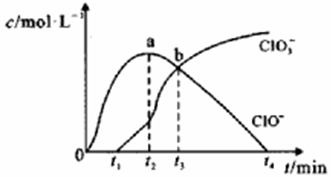 c/mol·L⁻¹
a
b
ClO₃⁻
ClO⁻
0
t₁
t₂
t₃
t₄
t/min